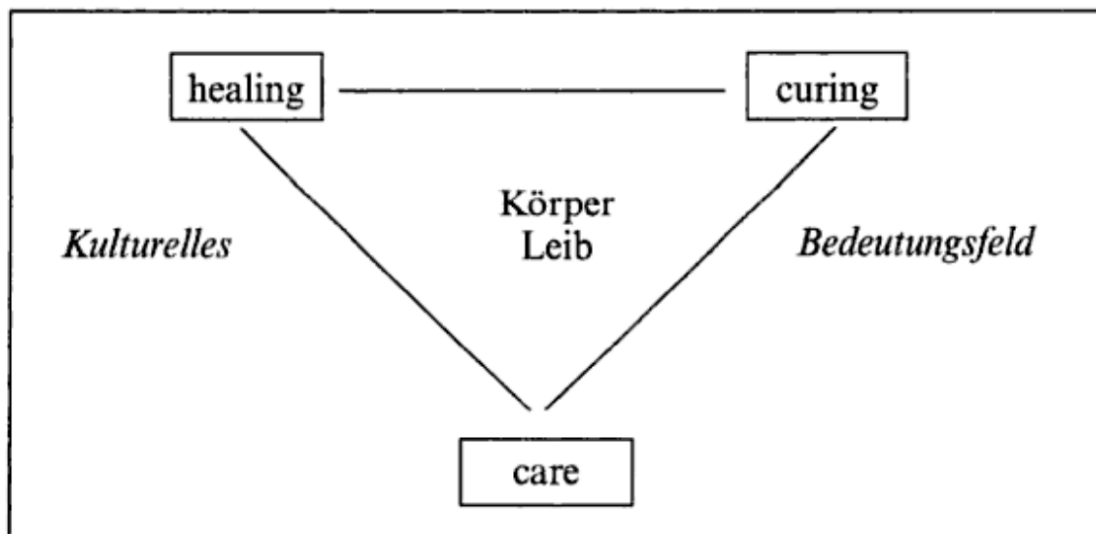 healing
curing
Körper
Leib
Kulturelles
Bedeutungsfeld
care